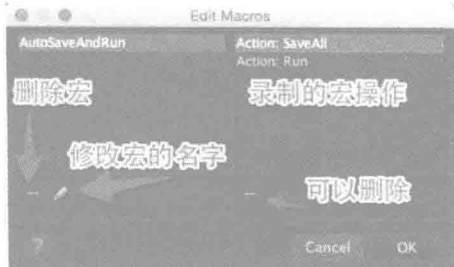 Edit Macros
AutoSaveAndRun
Action: SaveAll
Action: Run
删除宏
录制的宏操作
修改宏的名字
可以删除
?
Cancel
OK